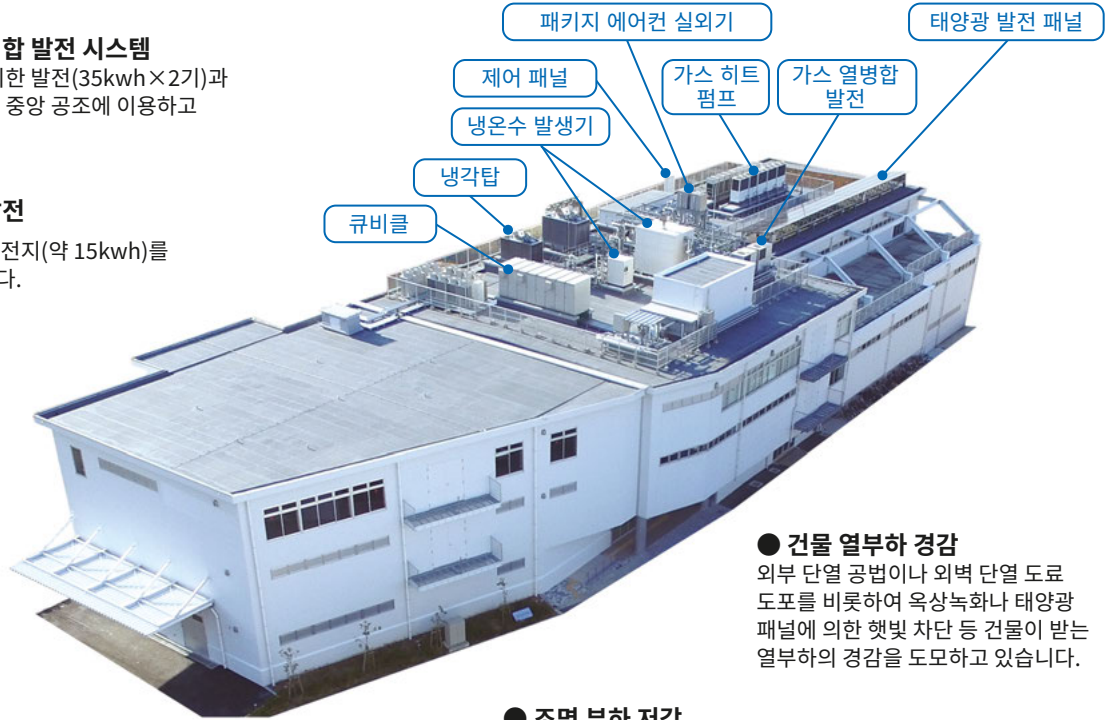 패키지 에어컨 실외기
태양광 발전 패널
제어 패널
가스 히트
펌프
가스 열병합
발전
냉온수 발생기
냉각탑
큐비클
합 발전 시스템
발전(35kwh×2기)과
중앙 공조에 이용하고
전
전지(약 15kwh)를
다.
● 건물 열부하 경감
외부 단열 공법이나 외벽 단열 도료
도포를 비롯하여 옥상녹화나 태양광
패널에 의한 햇빛 차단 등 건물이 받는
열부하의 경감을 도모하고 있습니다.
● 조명 부하 저감